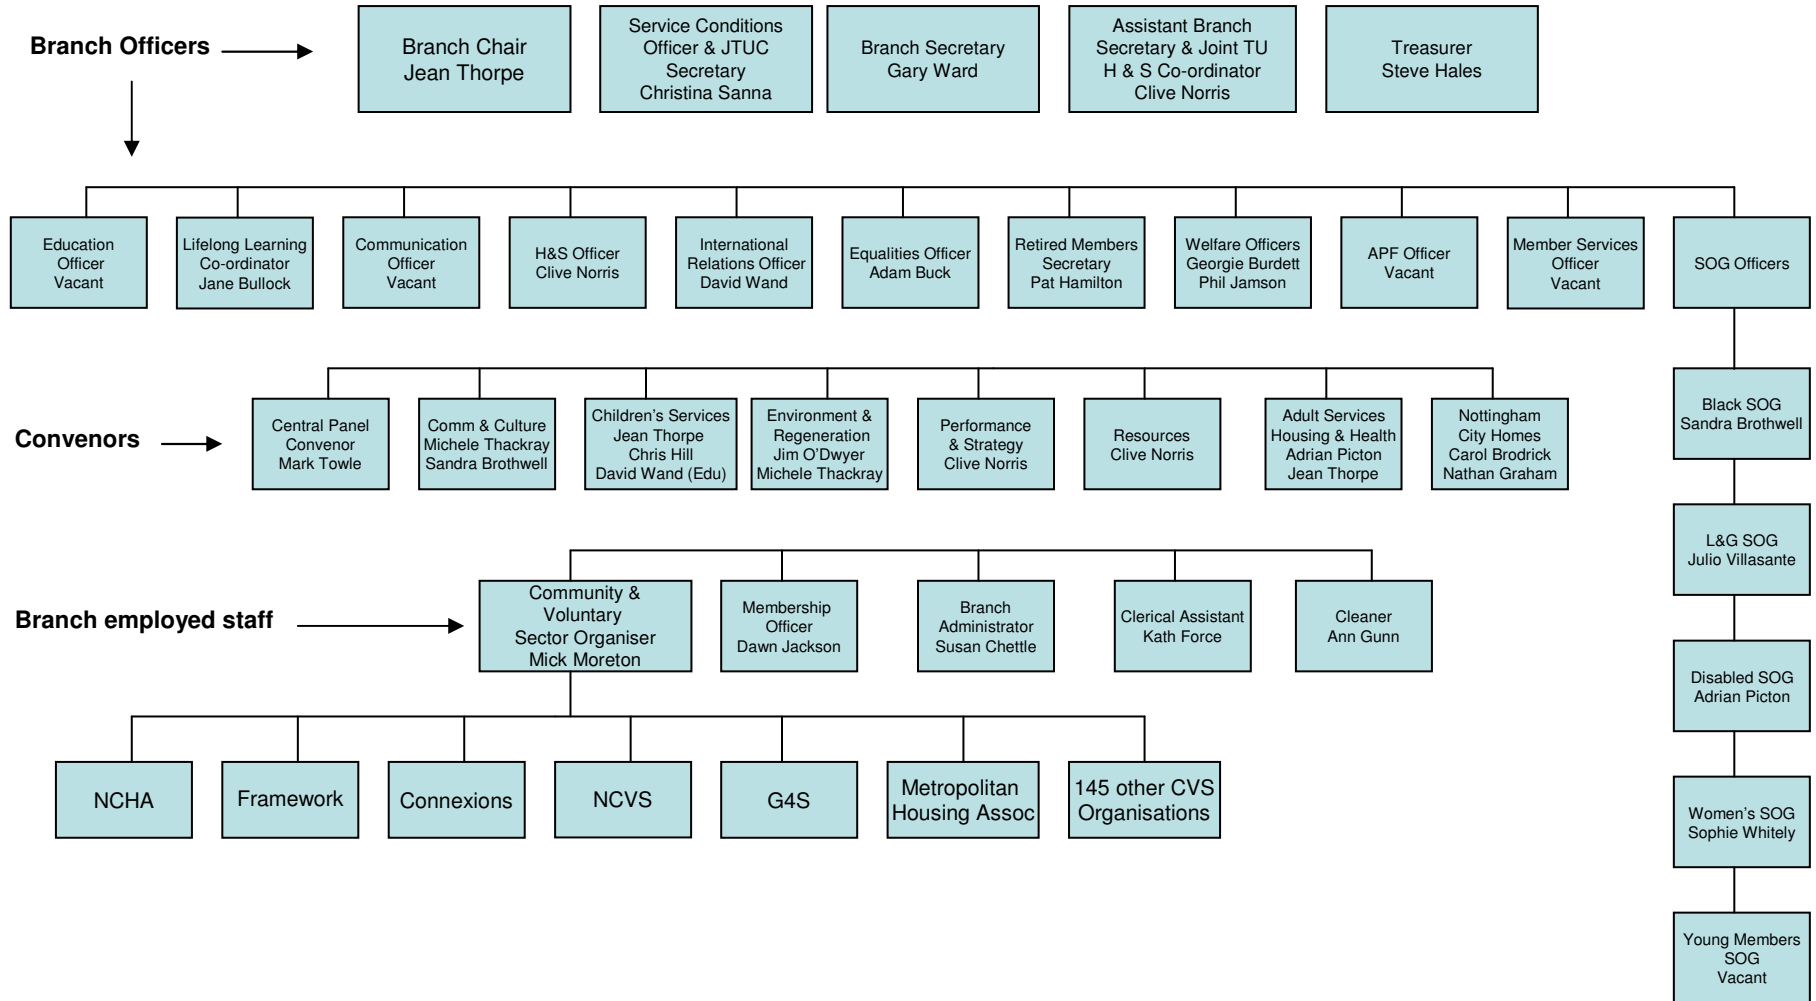 Branch Officers
Branch Chair
Jean Thorpe
Service Conditions
Officer & JTUC
Secretary
Christina Sanna
Branch Secretary
Gary Ward
Assistant Branch
Secretary & Joint TU
H & S Co-ordinator
Clive Norris
Treasurer
Steve Hales
Education
Officer
Vacant
Lifelong Learning
Co-ordinator
Jane Bullock
Communication
Officer
Vacant
H&S Officer
Clive Norris
International
Relations Officer
David Wand
Equalities Officer
Adam Buck
Retired Members
Secretary
Pat Hamilton
Welfare Officers
Georgie Burdett
Phil Jamson
APF Officer
Vacant
Member Services
Officer
Vacant
SOG Officers
Black SOG
Sandra Brothwell
L&G SOG
Julio Villasante
Disabled SOG
Adrian Picton
Women’s SOG
Sophie Whitely
Young Members
SOG
Vacant
Convenors
Central Panel
Convenor
Mark Towle
Comm & Culture
Michele Thackray
Sandra Brothwell
Children’s Services
Jean Thorpe
Chris Hill
David Wand (Edu)
Environment &
Regeneration
Jim O’Dwyer
Michele Thackray
Performance
& Strategy
Clive Norris
Resources
Clive Norris
Adult Services
Housing & Health
Adrian Picton
Jean Thorpe
Nottingham
City Homes
Carol Brodrick
Nathan Graham
Branch employed staff
Community &
Voluntary
Sector Organiser
Mick Moreton
Membership
Officer
Dawn Jackson
Branch
Administrator
Susan Chettle
Clerical Assistant
Kath Force
Cleaner
Ann Gunn
NCHA
Framework
Connexions
NCVS
G4S
Metropolitan
Housing Assoc
145 other CVS
Organisations